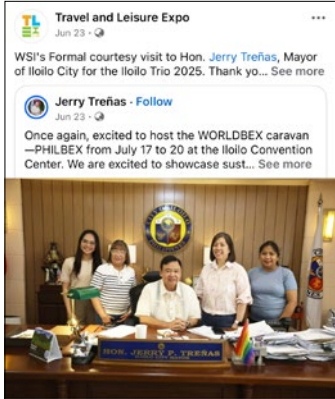 TLE
Travel and Leisure Expo
Jun 23
WSI's Formal courtesy visit to Hon. Jerry Treñas, Mayor
of Iloilo City for the Iloilo Trio 2025. Thank yo... See more
Jerry Treñas · Follow
Jun 23
Once again, excited to host the WORLDBEX caravan
—PHILBEX from July 17 to 20 at the Iloilo Convention
Center. We are excited to showcase sust... See more
HON. JERRY P. TREÑAS